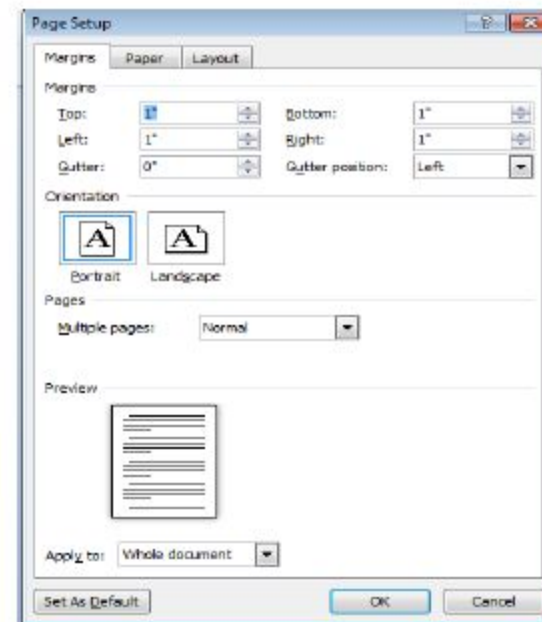 Page Setup
Margins Paper Layout
Margins
Top: 1" Bottom: 1"
Left: 1" Right: 1"
Gutter: 0" Gutter position: Left
Orientation
A A
Portrait Landscape
Pages
Multiple pages: Normal
Preview
Apply to: Whole document
Set As Default OK Cancel